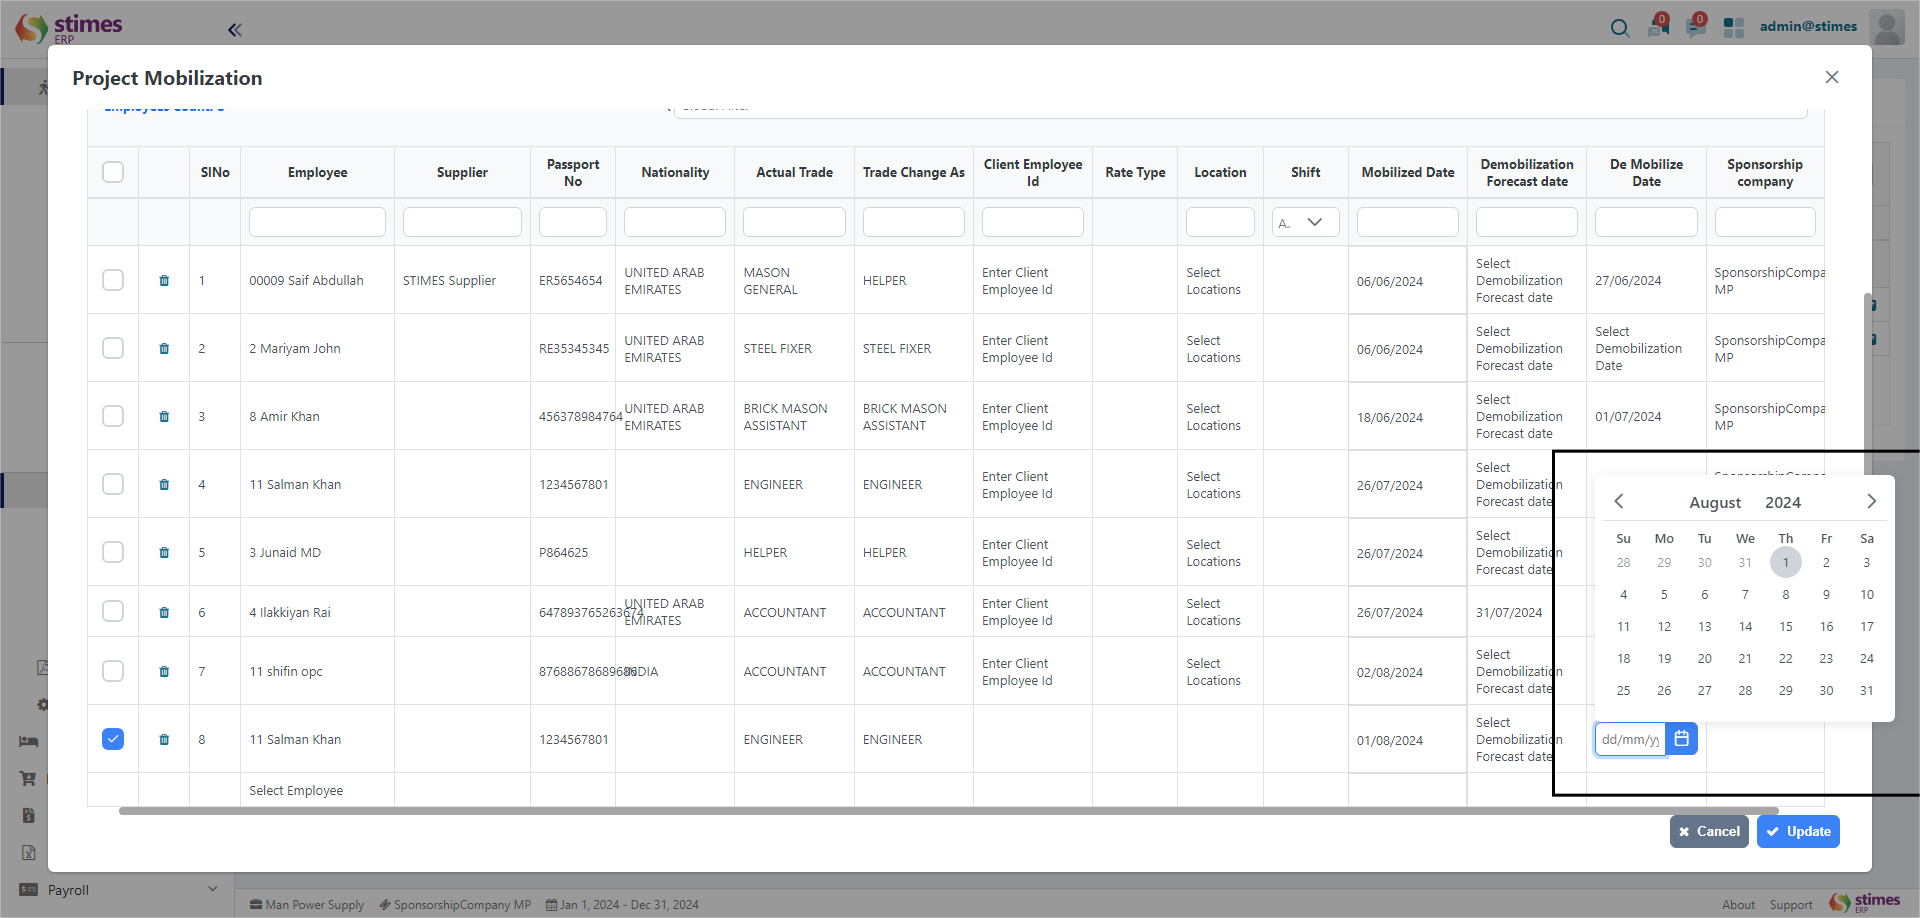 stimes
ERP
0
0
admin@stimes
Project Mobilization
SlNo
Employee
Supplier
Passport No
Nationality
Actual Trade
Trade Change As
Client Employee Id
Rate Type
Location
Shift
Mobilized Date
Demobilization Forecast date
De Mobilize Date
Sponsorship company
A.
1
00009 Saif Abdullah
STIMES Supplier
ER5654654
UNITED ARAB EMIRATES
MASON GENERAL
HELPER
Enter Client Employee Id
Select Locations
06/06/2024
Select Demobilization Forecast date
27/06/2024
SponsorshipCompa MP
2
2 Mariyam John
RE35345345
UNITED ARAB EMIRATES
STEEL FIXER
STEEL FIXER
Enter Client Employee Id
Select Locations
06/06/2024
Select Demobilization Forecast date
Select Demobilization Date
SponsorshipCompa MP
3
8 Amir Khan
456378984764
UNITED ARAB EMIRATES
BRICK MASON ASSISTANT
BRICK MASON ASSISTANT
Enter Client Employee Id
Select Locations
18/06/2024
Select Demobilization Forecast date
01/07/2024
SponsorshipCompa MP
4
11 Salman Khan
1234567801
ENGINEER
ENGINEER
Enter Client Employee Id
Select Locations
26/07/2024
Select Demobilization Forecast date
5
3 Junaid MD
P864625
HELPER
HELPER
Enter Client Employee Id
Select Locations
26/07/2024
Select Demobilization Forecast date
6
4 Ilakkiyan Rai
647893765263674
UNITED ARAB EMIRATES
ACCOUNTANT
ACCOUNTANT
Enter Client Employee Id
Select Locations
26/07/2024
31/07/2024
7
11 shifin opc
INDIA
ACCOUNTANT
ACCOUNTANT
Enter Client Employee Id
Select Locations
02/08/2024
Select Demobilization Forecast date
8
11 Salman Khan
1234567801
ENGINEER
ENGINEER
01/08/2024
Select Demobilization Forecast date
dd/mm/yy
Select Employee
August 2024
Su Mo Tu We Th Fr Sa
28 29 30 31 1 2 3
4 5 6 7 8 9 10
11 12 13 14 15 16 17
18 19 20 21 22 23 24
25 26 27 28 29 30 31
Cancel
Update
Payroll
Man Power Supply
SponsorshipCompany MP
Jan 1, 2024 - Dec 31, 2024
About
Support
stimes
ERP